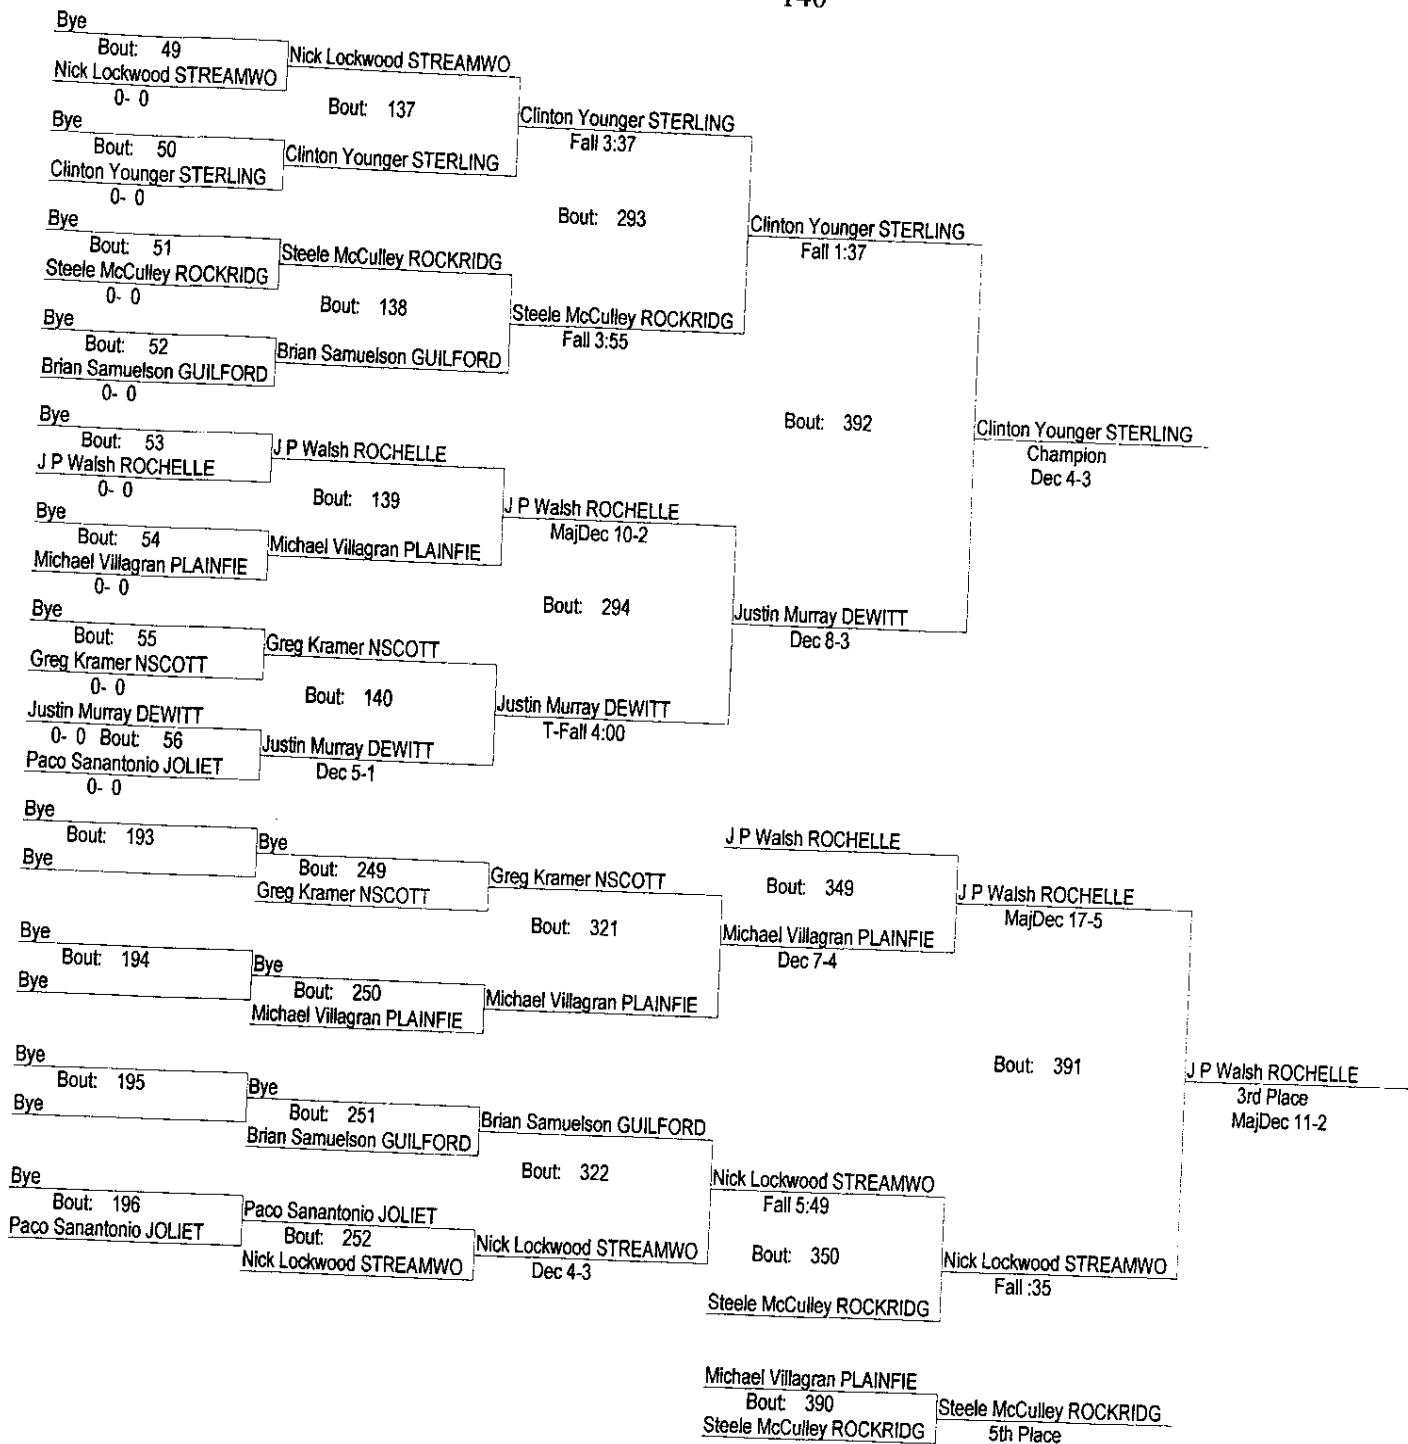 140
Bye
Bout: 49
Nick Lockwood STREAMWO
0- 0
Nick Lockwood STREAMWO
Bout: 137
Bye
Bout: 50
Clinton Younger STERLING
0- 0
Clinton Younger STERLING
Clinton Younger STERLING
Fall 3:37
Bout: 293
Bye
Bout: 51
Steele McCulley ROCKRIDG
0- 0
Steele McCulley ROCKRIDG
Bout: 138
Bye
Bout: 52
Brian Samuelson GUILFORD
0- 0
Brian Samuelson GUILFORD
Steele McCulley ROCKRIDG
Fall 3:55
Clinton Younger STERLING
Fall 1:37
Bout: 392
Bye
Bout: 53
J P Walsh ROCHELLE
0- 0
J P Walsh ROCHELLE
Bout: 139
Bye
Bout: 54
Michael Villagran PLAINFIE
0- 0
Michael Villagran PLAINFIE
J P Walsh ROCHELLE
MajDec 10-2
Bout: 294
Bye
Bout: 55
Greg Kramer NSCOTT
0- 0
Greg Kramer NSCOTT
Bout: 140
Justin Murray DEWITT
0- 0 Bout: 56
Paco Sanantonio JOLIET
0- 0
Justin Murray DEWITT
Dec 5-1
Justin Murray DEWITT
T-Fall 4:00
Justin Murray DEWITT
Dec 8-3
Clinton Younger STERLING
Champion
Dec 4-3
Bye
Bout: 193
Bye
Bye
Bout: 249
Greg Kramer NSCOTT
Greg Kramer NSCOTT
Bout: 321
Bye
Bout: 194
Bye
Bye
Bout: 250
Michael Villagran PLAINFIE
Michael Villagran PLAINFIE
J P Walsh ROCHELLE
Bout: 349
Michael Villagran PLAINFIE
Dec 7-4
J P Walsh ROCHELLE
MajDec 17-5
Bout: 391
Bye
Bout: 195
Bye
Bye
Bout: 251
Brian Samuelson GUILFORD
Brian Samuelson GUILFORD
Bout: 322
Bye
Bout: 196
Paco Sanantonio JOLIET
Paco Sanantonio JOLIET
Bout: 252
Nick Lockwood STREAMWO
Nick Lockwood STREAMWO
Dec 4-3
Nick Lockwood STREAMWO
Fall 5:49
Bout: 350
Steele McCulley ROCKRIDG
Nick Lockwood STREAMWO
Fall :35
J P Walsh ROCHELLE
3rd Place
MajDec 11-2
Michael Villagran PLAINFIE
Bout: 390
Steele McCulley ROCKRIDG
Steele McCulley ROCKRIDG
5th Place